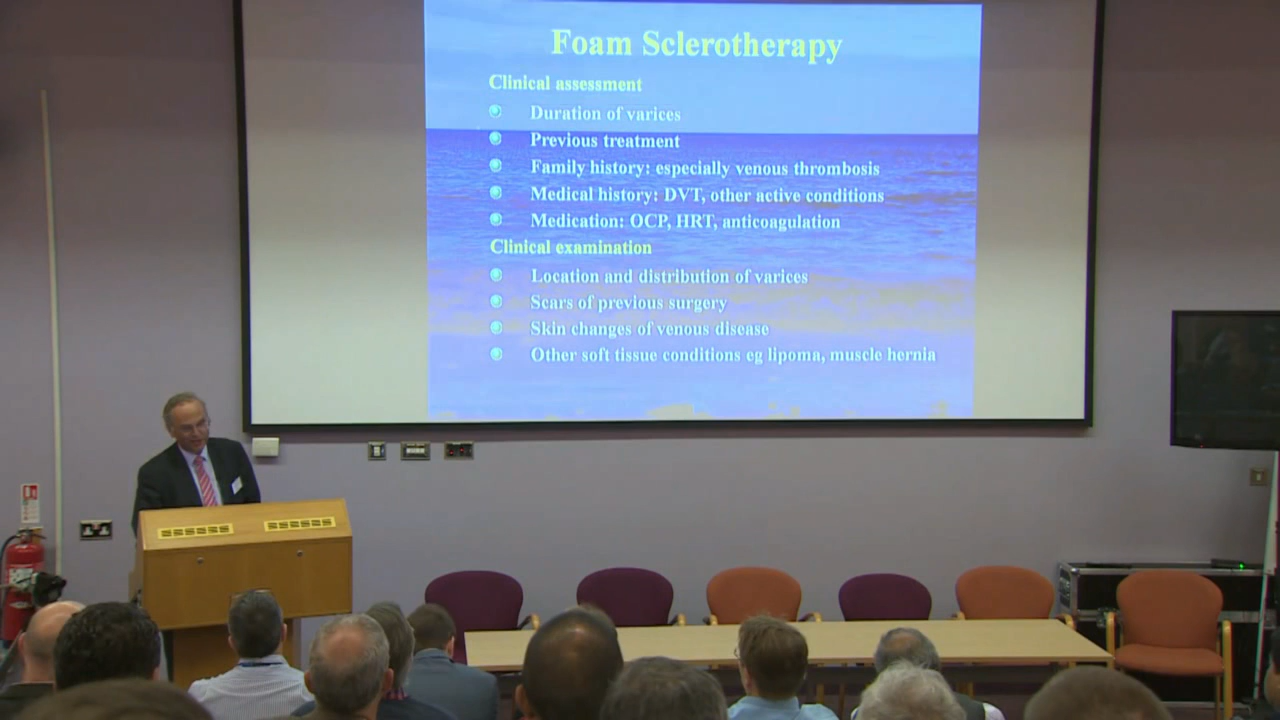 Foam Sclerotherapy
Clinical assessment
Duration of varices
Previous treatment
Family history: especially venous thrombosis
Medical history: DVT, other active conditions
Medication: OCP, HRT, anticoagulation
Clinical examination
Location and distribution of varices
Scars of previous surgery
Skin changes of venous disease
Other soft tissue conditions eg lipoma, muscle hernia